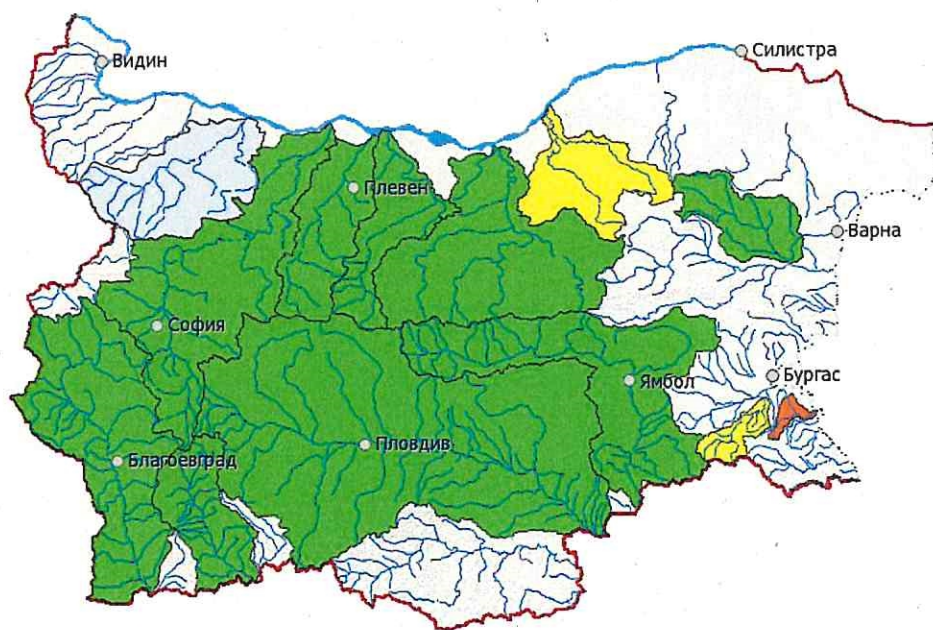 Силистра
Видин
Плевен
Варна
София
Ямбол
Бургас
Пловдив
Благоевград